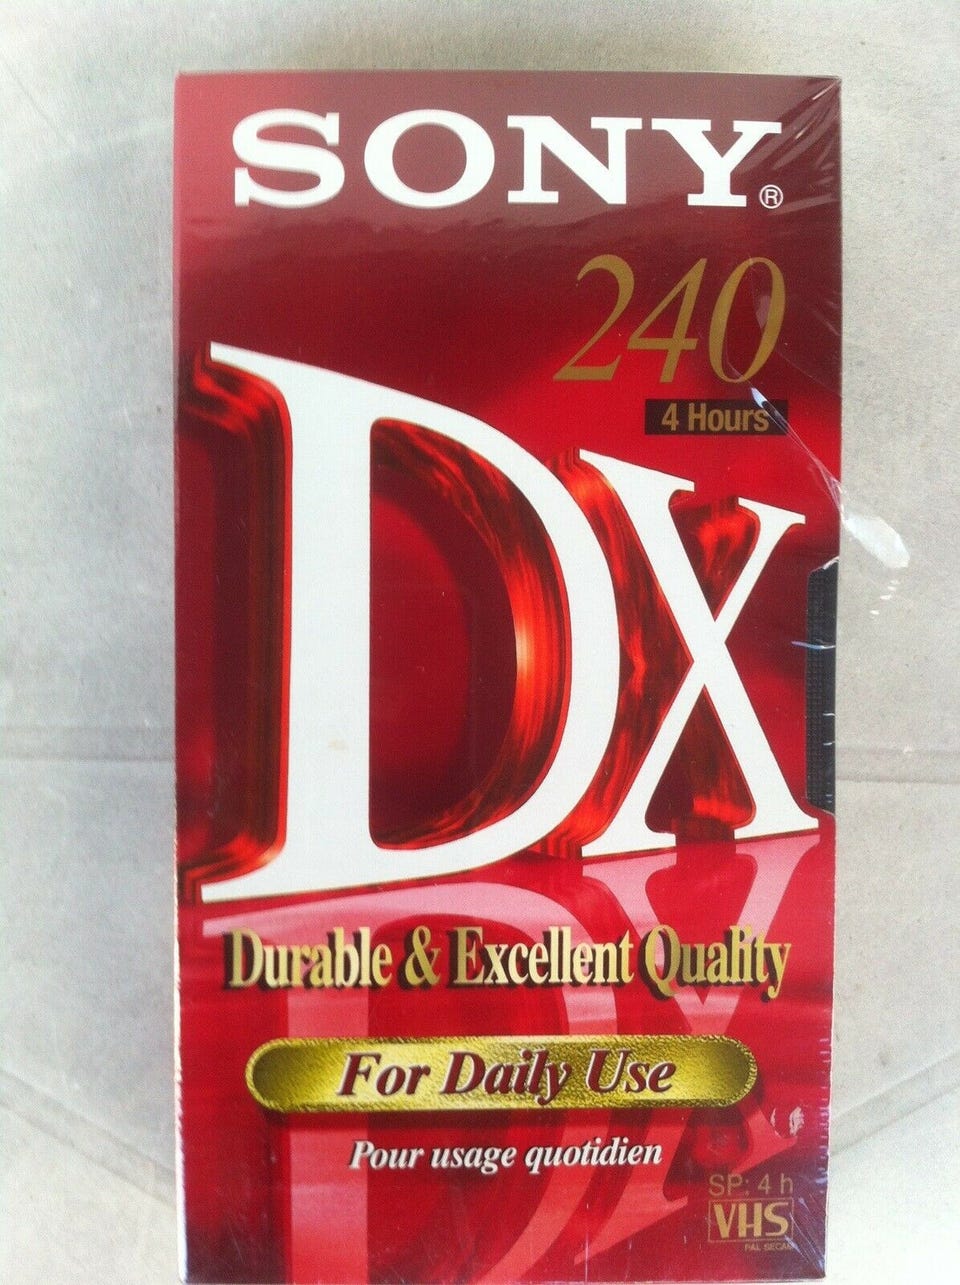 SONY®
240
4 Hours
DX
Durable & Excellent Quality
For Daily Use
Pour usage quotidien
SP: 4 h
VHS
PAL SECAM